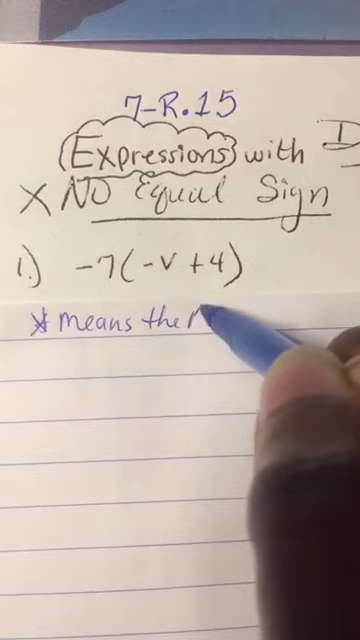 7-R.15
Expressions with D
X NO Equal Sign
1.) -7(-v+4)
* means the